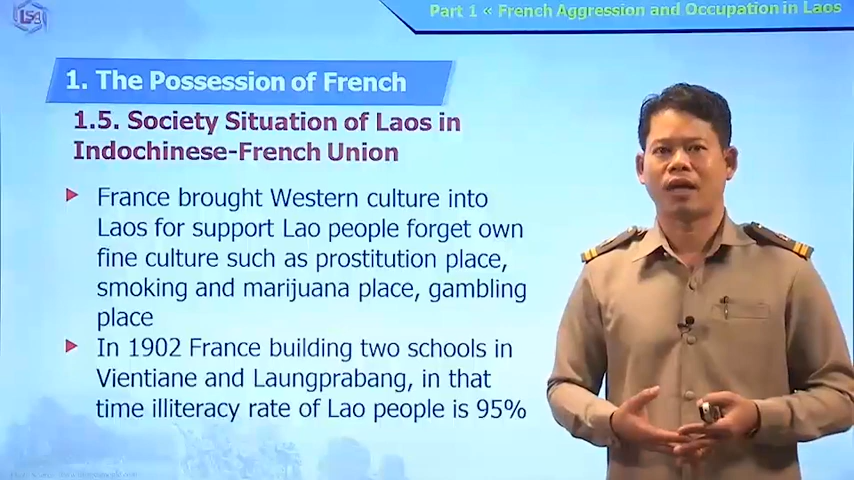 LSA
Part 1 « French Aggression and Occupation in Laos
1. The Possession of French
1.5. Society Situation of Laos in
Indochinese-French Union
France brought Western culture into
Laos for support Lao people forget own
fine culture such as prostitution place,
smoking and marijuana place, gambling
place
In 1902 France building two schools in
Vientiane and Laungprabang, in that
time illiteracy rate of Lao people is 95%